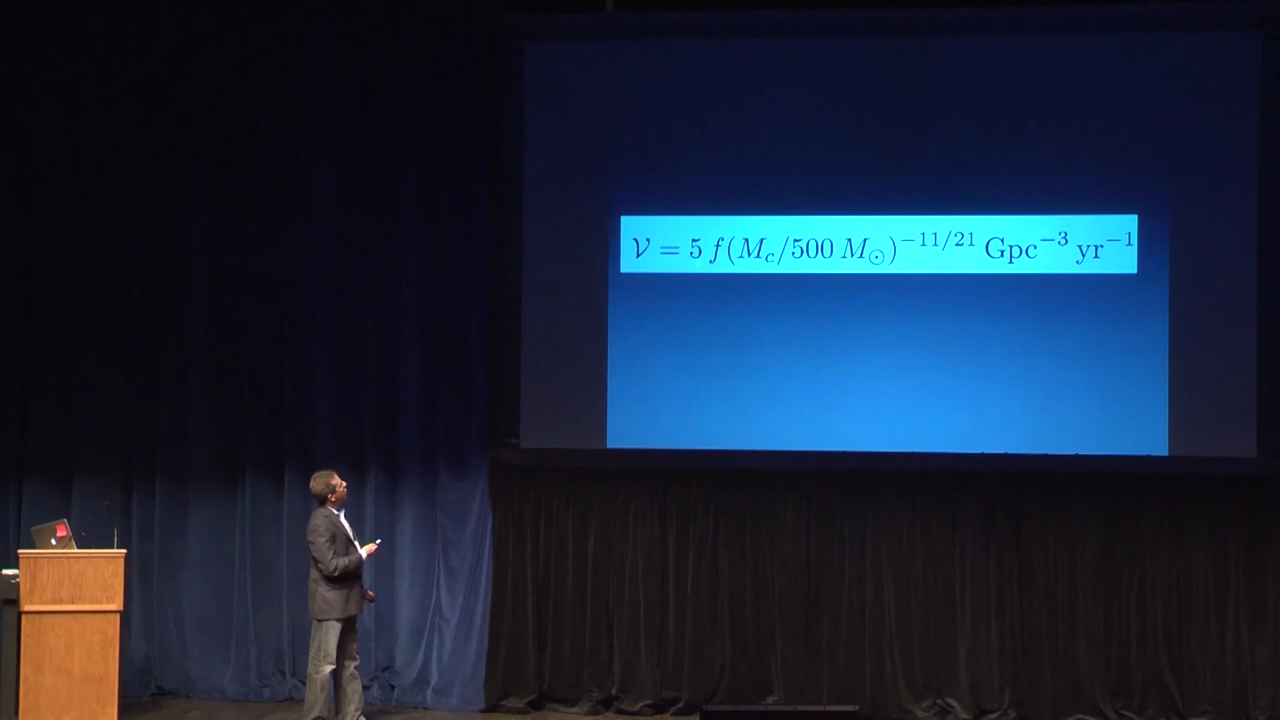 𝒱 = 5 f(M_c/500 M_⊙)^{−11/21} Gpc^{−3} yr^{−1}